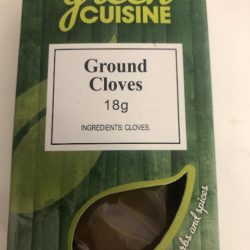 green
CUISINE
Ground
Cloves
18g
INGREDIENTS: CLOVES.
herbs and spices